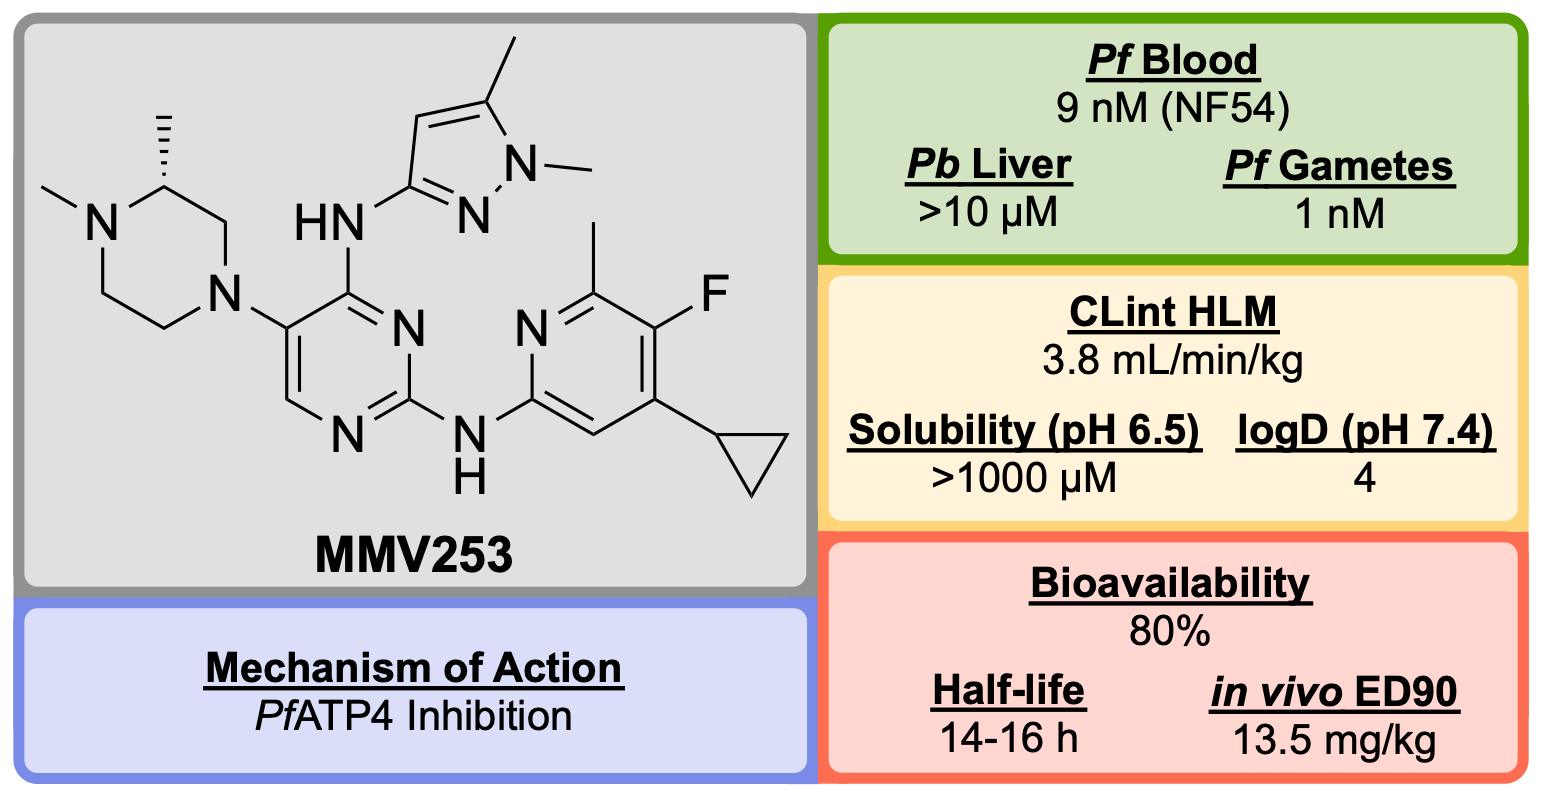 N
N
HN
N
N
N
N
N
H
N
F
MMV253
Mechanism of Action
PfATP4 Inhibition
Pf Blood
9 nM (NF54)
Pb Liver
>10 µM
Pf Gametes
1 nM
CLint HLM
3.8 mL/min/kg
Solubility (pH 6.5)
>1000 µM
logD (pH 7.4)
4
Bioavailability
80%
Half-life
14-16 h
in vivo ED90
13.5 mg/kg